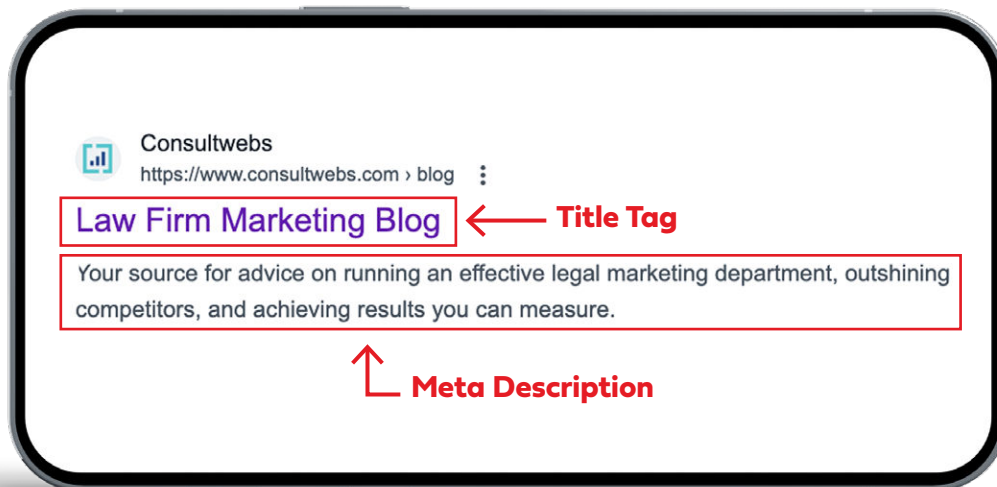 Consultwebs
https://www.consultwebs.com › blog
Law Firm Marketing Blog
Title Tag
Your source for advice on running an effective legal marketing department, outshining
competitors, and achieving results you can measure.
Meta Description